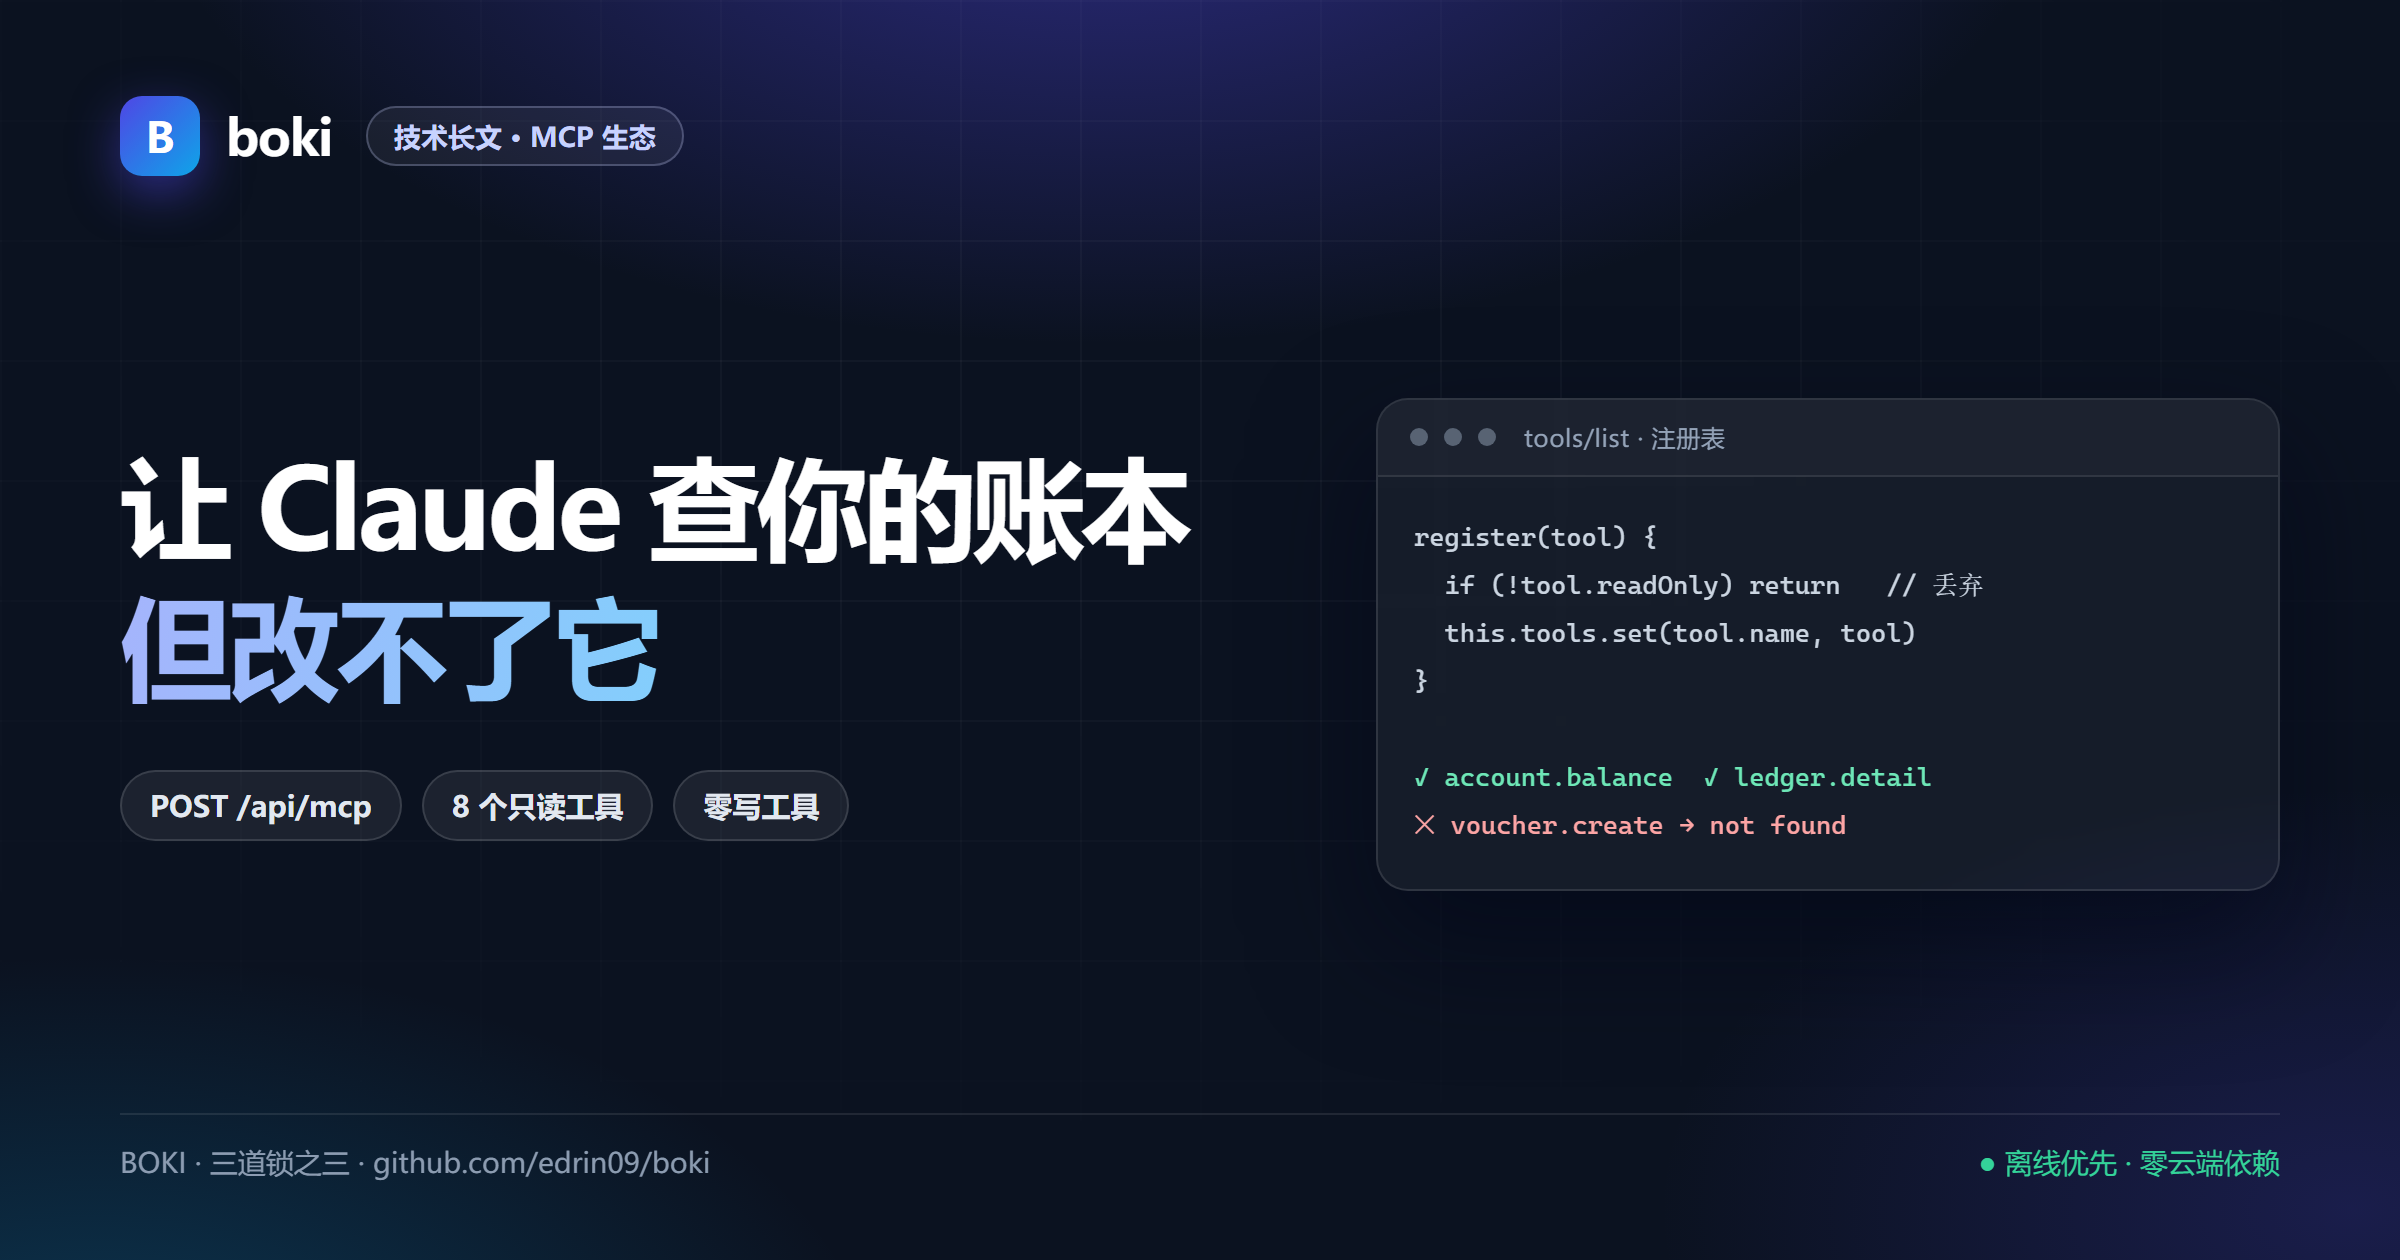 B boki 技术长文 · MCP 生态
让 Claude 查你的账本
但改不了它
POST /api/mcp 8 个只读工具 零写工具
tools/list · 注册表
register(tool) {
  if (!tool.readOnly) return   // 丢弃
  this.tools.set(tool.name, tool)
}
✓ account.balance  ✓ ledger.detail
✕ voucher.create → not found
BOKI · 三道锁之三 · github.com/edrin09/boki
● 离线优先 · 零云端依赖